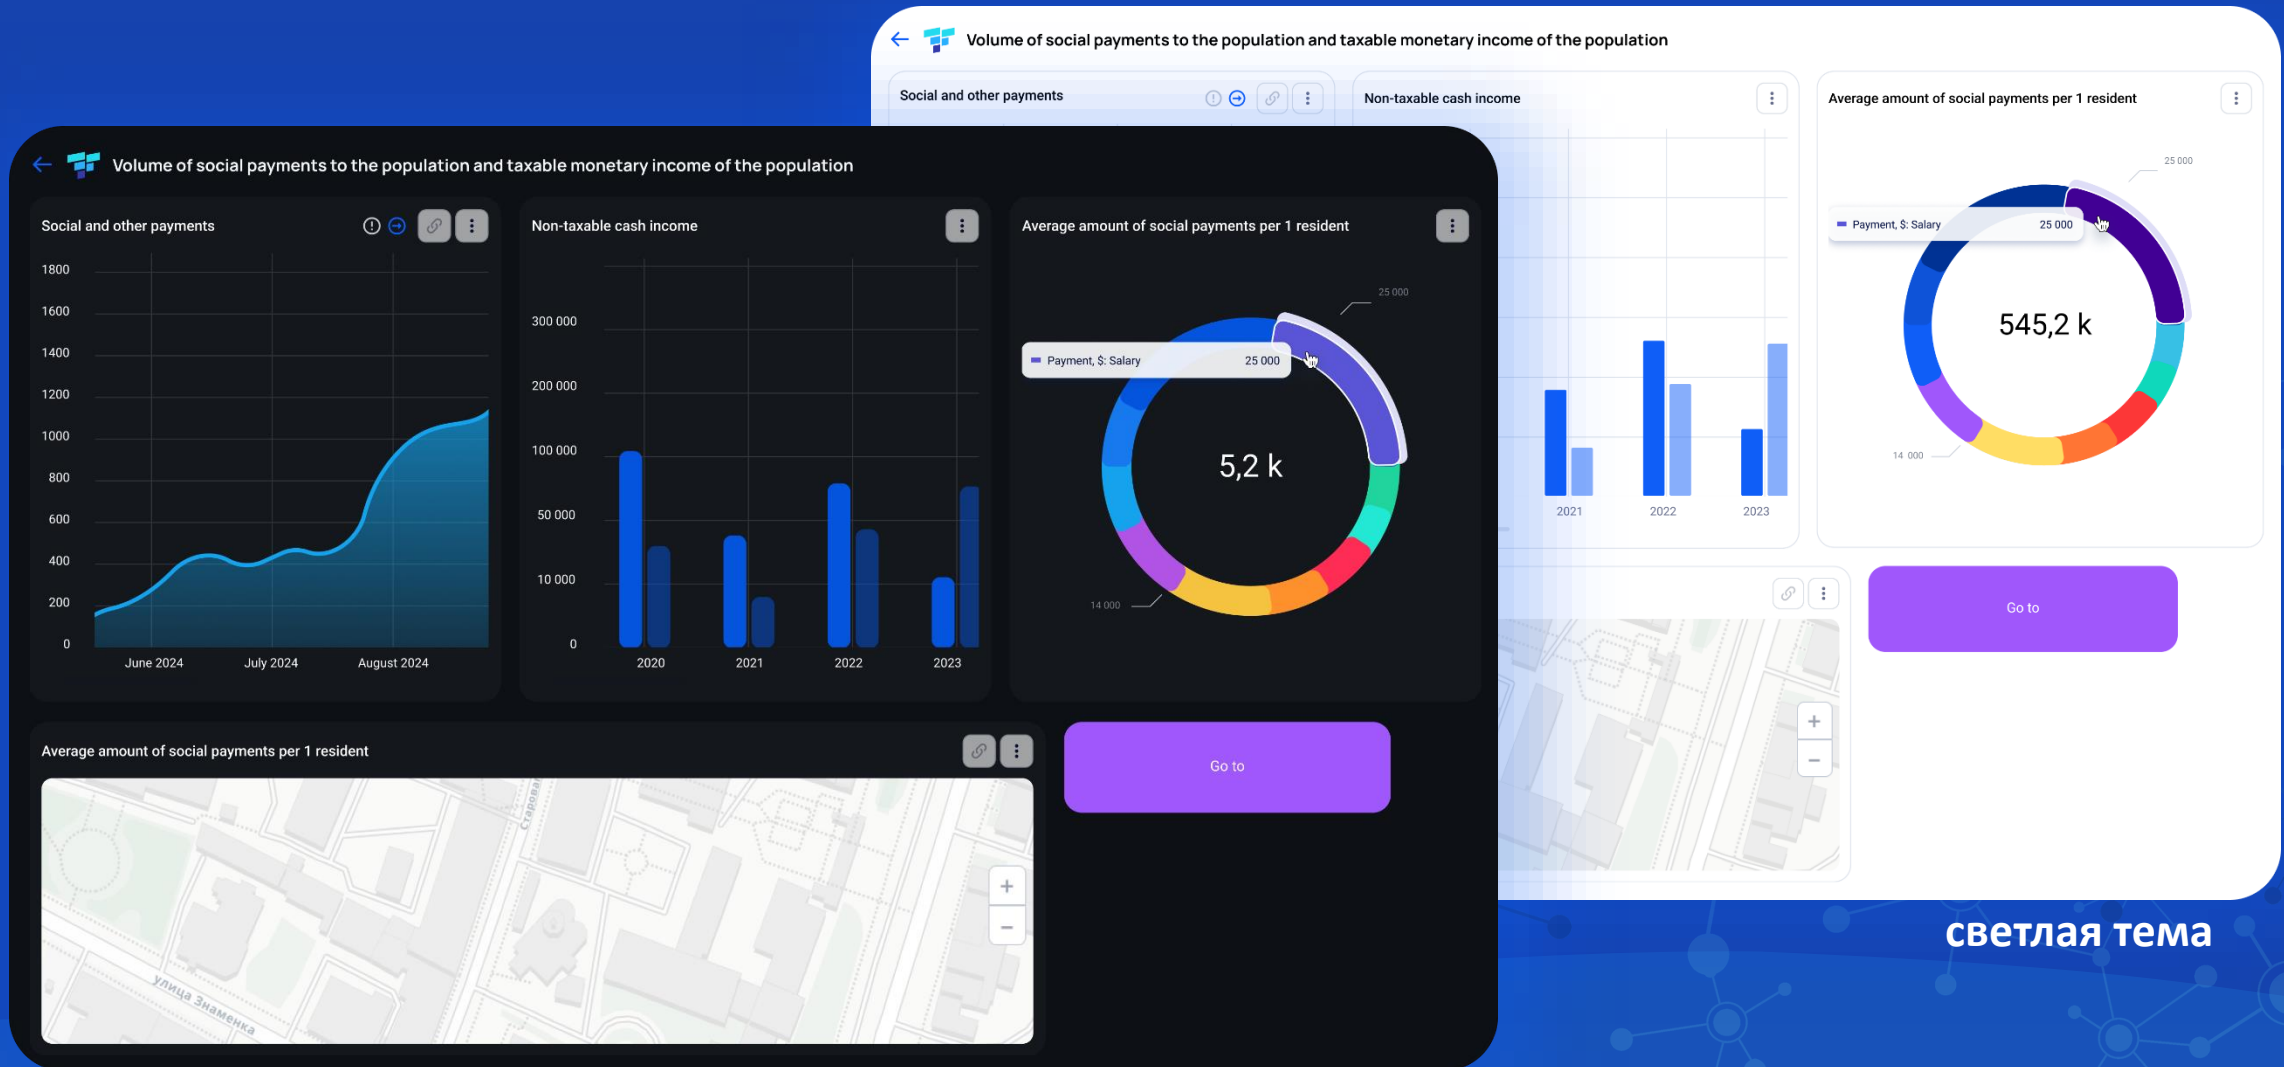 Volume of social payments to the population and taxable monetary income of the population
Social and other payments
Non-taxable cash income
Average amount of social payments per 1 resident
25 000
Payment, $: Salary 25 000
545,2 k
14 000
2021 2022 2023
Go to
+
−
светлая тема
Volume of social payments to the population and taxable monetary income of the population
Social and other payments
1800
1600
1400
1200
1000
800
600
400
200
0
June 2024 July 2024 August 2024
Non-taxable cash income
300 000
200 000
100 000
50 000
10 000
0
2020 2021 2022 2023
Average amount of social payments per 1 resident
25 000
Payment, $: Salary 25 000
5,2 k
14 000
Average amount of social payments per 1 resident
улица Знаменка
+
−
Go to